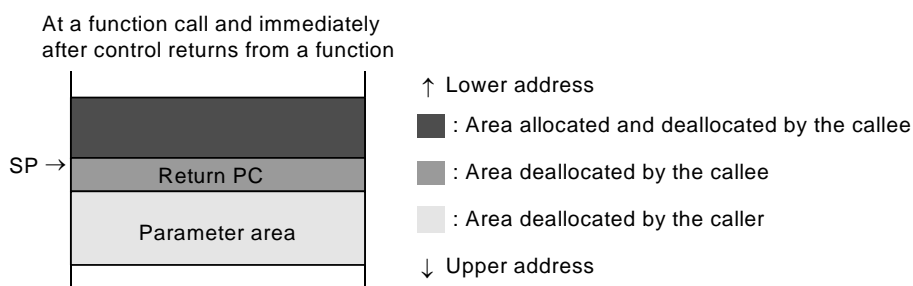 At a function call and immediately
after control returns from a function
SP →
Return PC
Parameter area
↑ Lower address
: Area allocated and deallocated by the callee
: Area deallocated by the callee
: Area deallocated by the caller
↓ Upper address